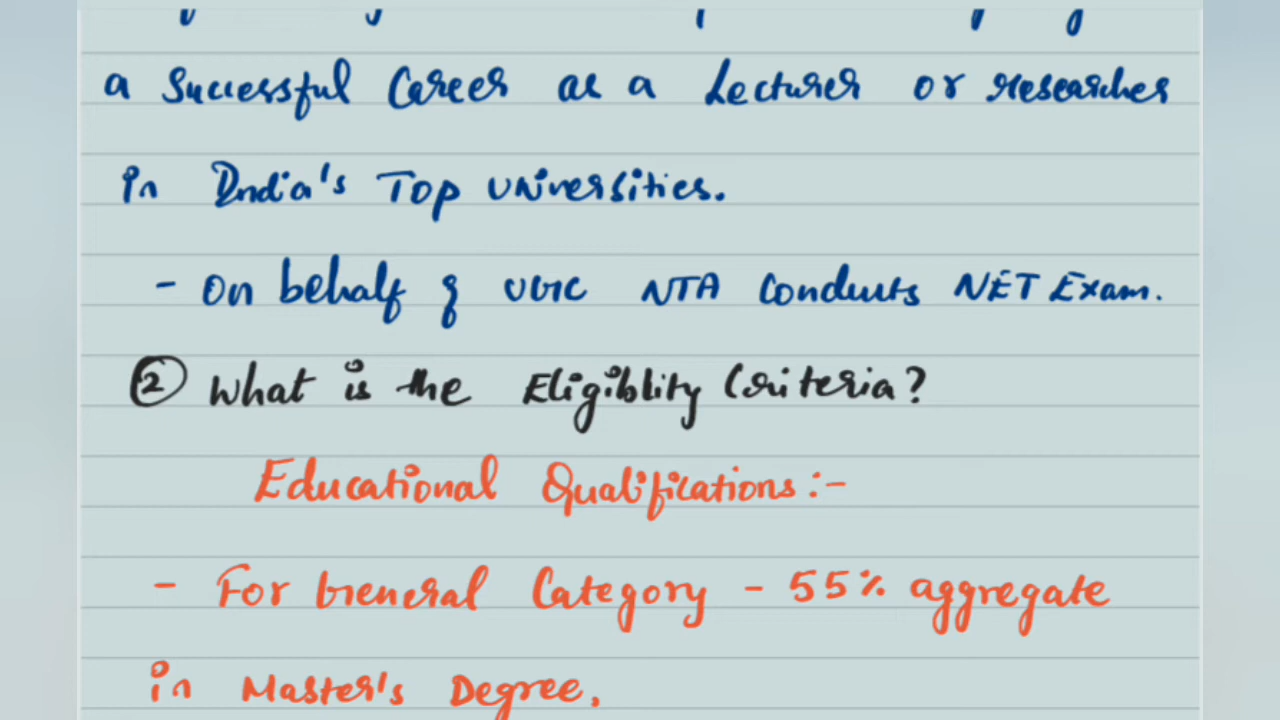 a Successful Career as a Lecturer or researcher
in India's Top universities.
- on behalf of UGC NTA Conducts NET Exam.
② What is the Eligiblity Criteria?
Educational Qualifications :-
- For General Category - 55% aggregate
in Master's Degree,